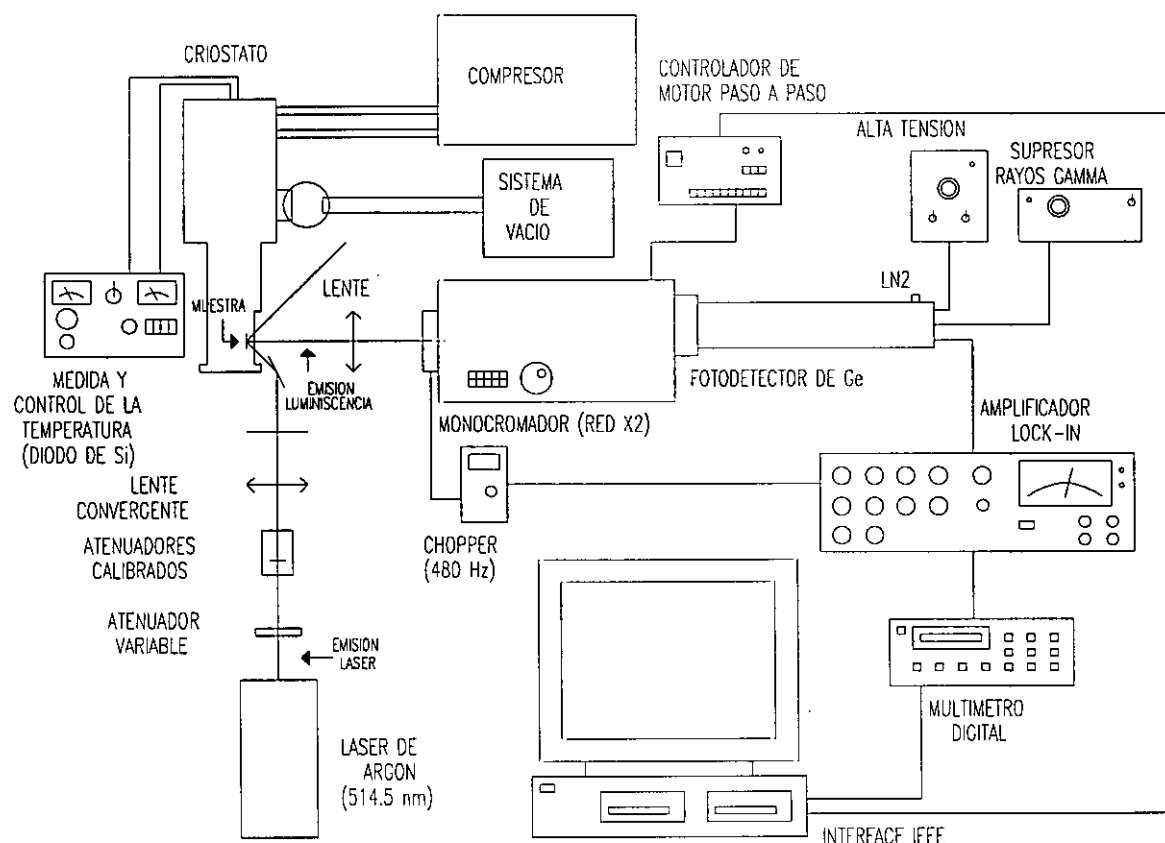 CRIOSTATO
COMPRESOR
CONTROLADOR DE
MOTOR PASO A PASO
ALTA TENSION
SUPRESOR
RAYOS GAMMA
SISTEMA
DE
VACIO
LN2
LENTE
MUESTRA
EMISION
LUMINISCENCIA
MEDIDA Y
CONTROL DE LA
TEMPERATURA
(DIODO DE Si)
MONOCROMADOR (RED X2)
FOTODETECTOR DE Ge
AMPLIFICADOR
LOCK-IN
LENTE
CONVERGENTE
ATENUADORES
CALIBRADOS
CHOPPER
(480 Hz)
ATENUADOR
VARIABLE
EMISION
LASER
MULTIMETRO
DIGITAL
LASER DE
ARGON
(514.5 nm)
INTERFACE IEEE